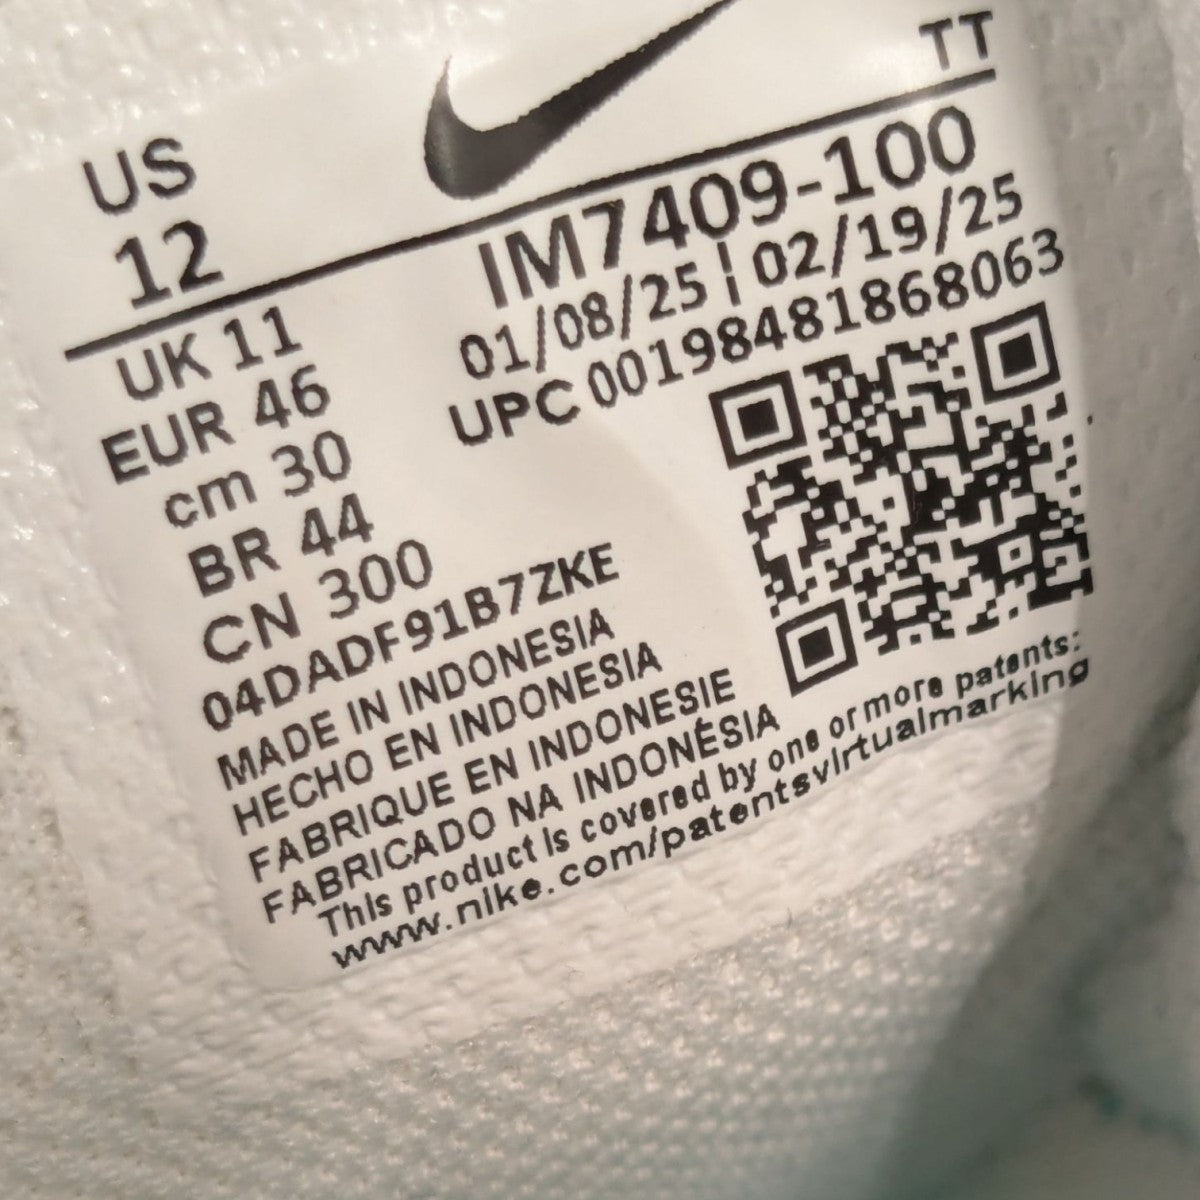 TT
US
12
IM7409-100
01/08/25 | 02/19/25
UPC 00198481868063
UK 11
EUR 46
cm 30
BR 44
CN 300
04DADF91B7ZKE
MADE IN INDONESIA
HECHO EN INDONESIA
FABRIQUE EN INDONESIE
FABRICADO NA INDONÉSIA
This product is covered by one or more patents:
www.nike.com/patentsvirtualmarking